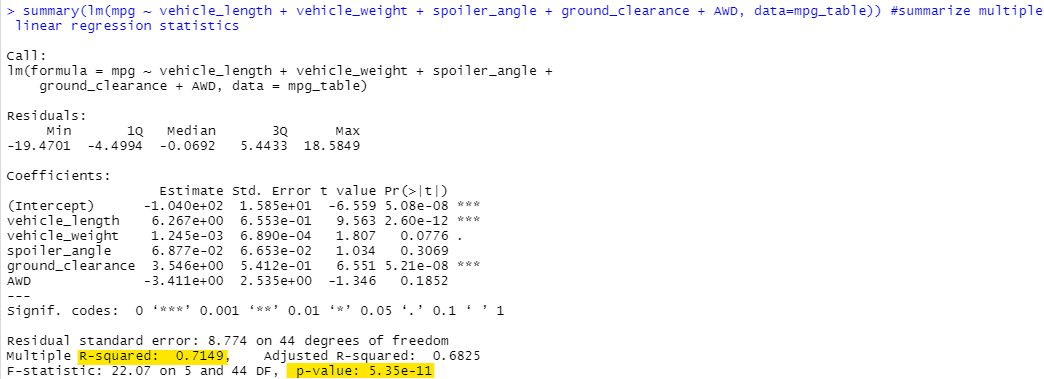 > summary(lm(mpg ~ vehicle_length + vehicle_weight + spoiler_angle + ground_clearance + AWD, data=mpg_table)) #summarize multiple
 linear regression statistics
Call:
lm(formula = mpg ~ vehicle_length + vehicle_weight + spoiler_angle +
    ground_clearance + AWD, data = mpg_table)
Residuals:
     Min       1Q   Median       3Q      Max
-19.4701  -4.4994  -0.0692   5.4433  18.5849
Coefficients:
                   Estimate Std. Error t value Pr(>|t|)
(Intercept)      -1.040e+02  1.585e+01  -6.559 5.08e-08 ***
vehicle_length    6.267e+00  6.553e-01   9.563 2.60e-12 ***
vehicle_weight    1.245e-03  6.890e-04   1.807   0.0776 .
spoiler_angle     6.877e-02  6.653e-02   1.034   0.3069
ground_clearance  3.546e+00  5.412e-01   6.551 5.21e-08 ***
AWD              -3.411e+00  2.535e+00  -1.346   0.1852
---
Signif. codes:  0 ‘***’ 0.001 ‘**’ 0.01 ‘*’ 0.05 ‘.’ 0.1 ‘ ’ 1
Residual standard error: 8.774 on 44 degrees of freedom
Multiple R-squared:  0.7149,    Adjusted R-squared:  0.6825
F-statistic: 22.07 on 5 and 44 DF,  p-value: 5.35e-11